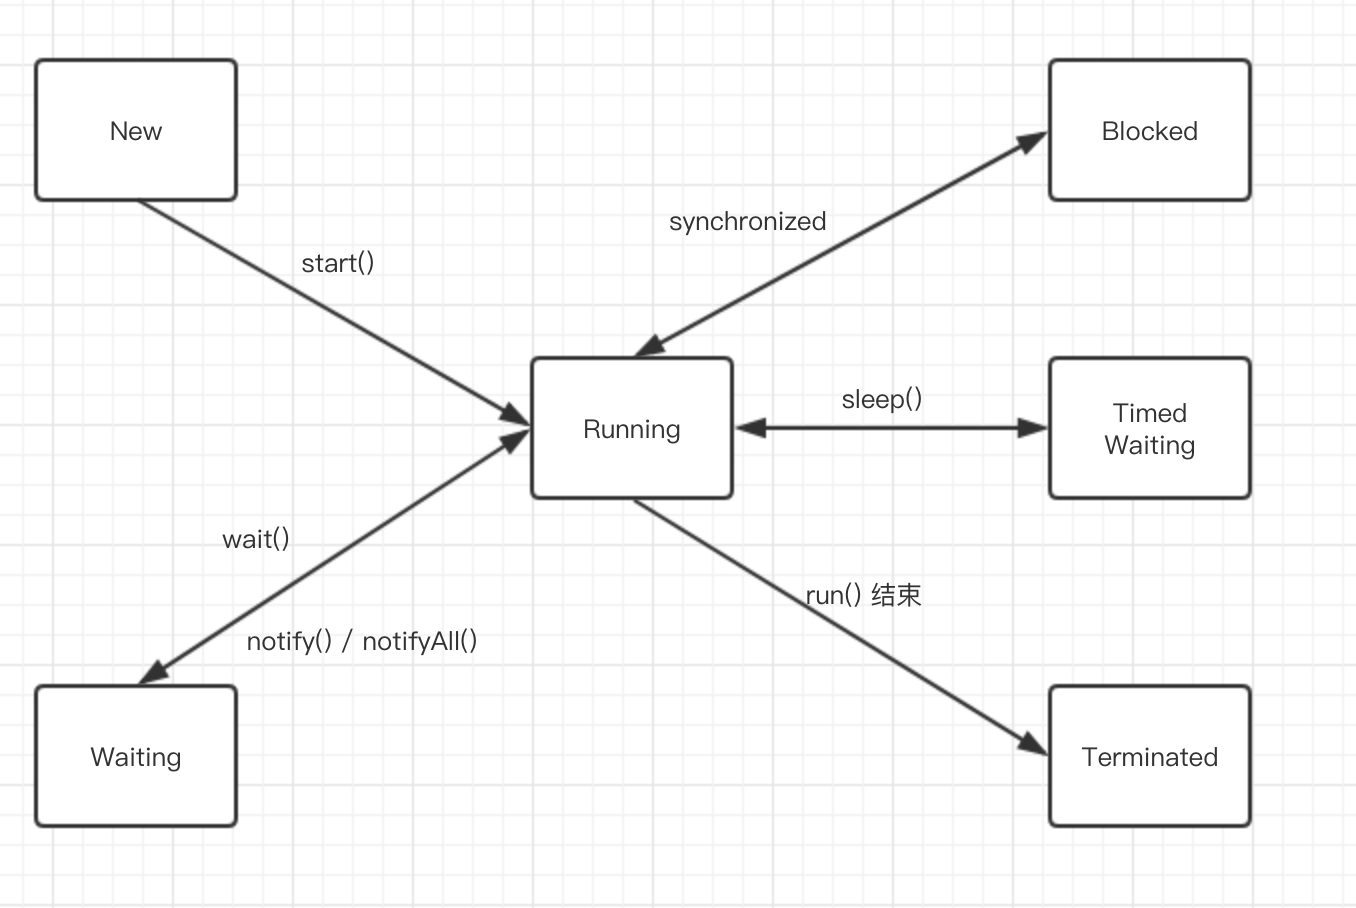 New
Blocked
synchronized
start()
sleep()
Running
Timed
Waiting
wait()
run() 结束
notify() / notifyAll()
Waiting
Terminated